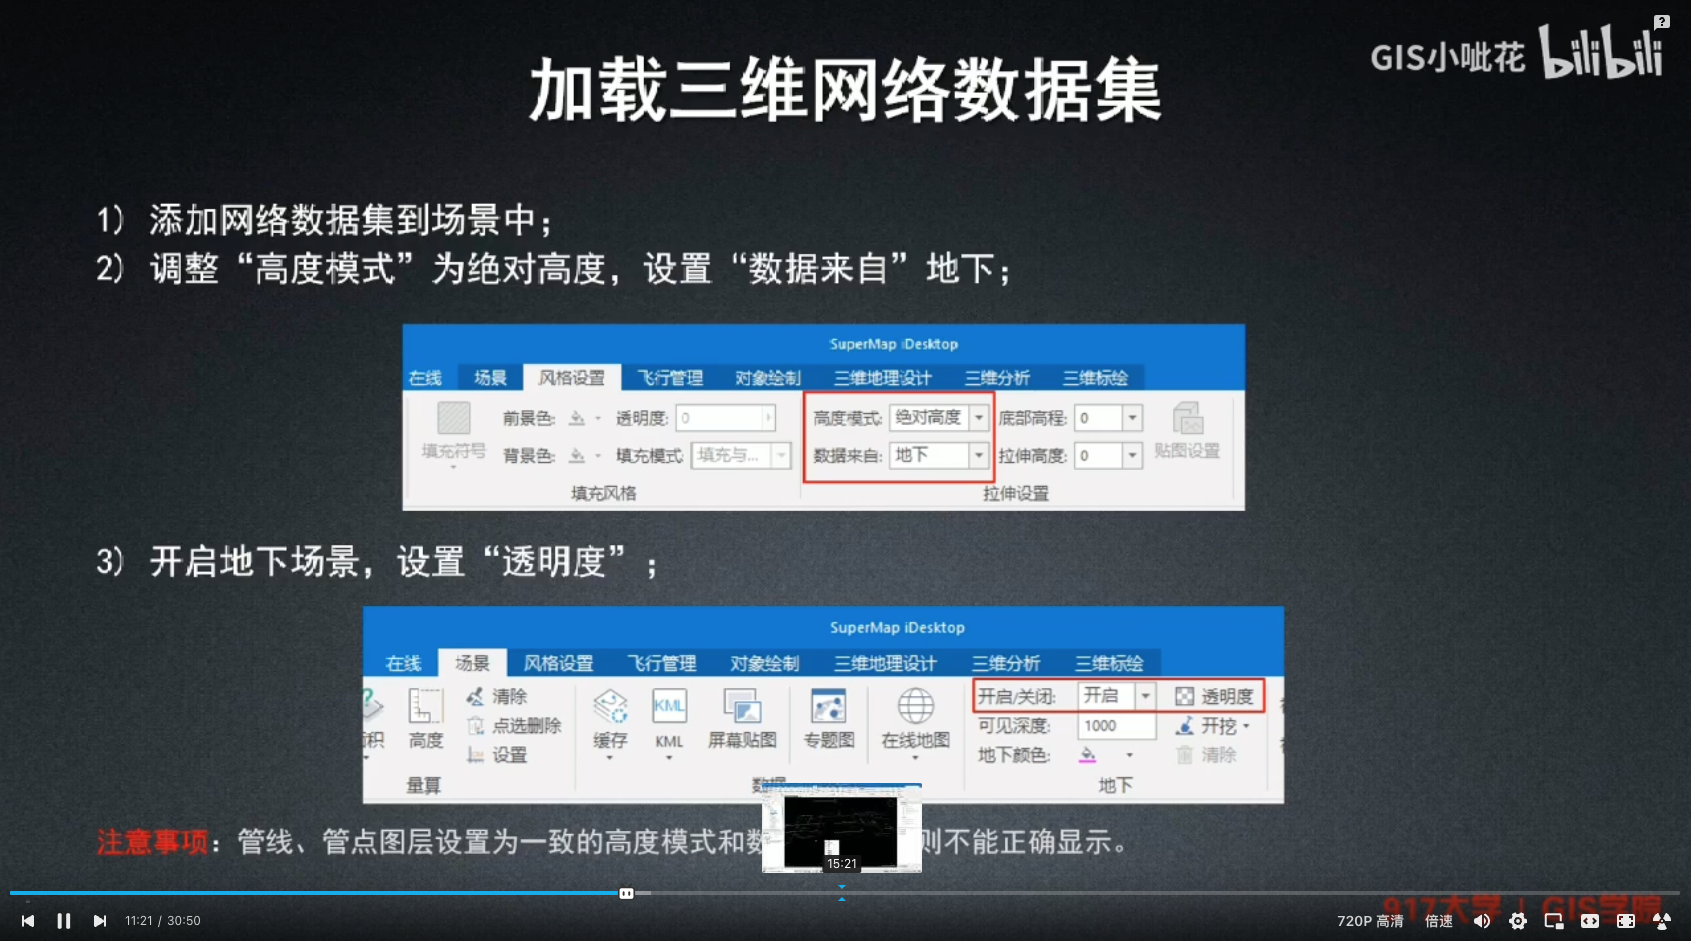 GIS小呲花 bilibili
加载三维网络数据集
1) 添加网络数据集到场景中;
2) 调整“高度模式”为绝对高度, 设置“数据来自”地下;
SuperMap iDesktop
在线 场景 风格设置 飞行管理 对象绘制 三维地理设计 三维分析 三维标绘
前景色: 透明度: 0 高度模式: 绝对高度 底部高程: 0
填充符号 背景色: 填充模式: 填充与... 数据来自: 地下 拉伸高度: 0 贴图设置
填充风格 拉伸设置
3) 开启地下场景, 设置“透明度”;
SuperMap iDesktop
在线 场景 风格设置 飞行管理 对象绘制 三维地理设计 三维分析 三维标绘
清除 开启/关闭: 开启 透明度
点选删除 KML 可见深度: 1000 开挖
高度 设置 缓存 KML 屏幕贴图 专题图 在线地图 地下颜色: 清除
量算 数据 地下
注意事项: 管线、管点图层设置为一致的高度模式和数 则不能正确显示。
15:21
917大学 | GIS学院
11:21 / 30:50 720P 高清 倍速